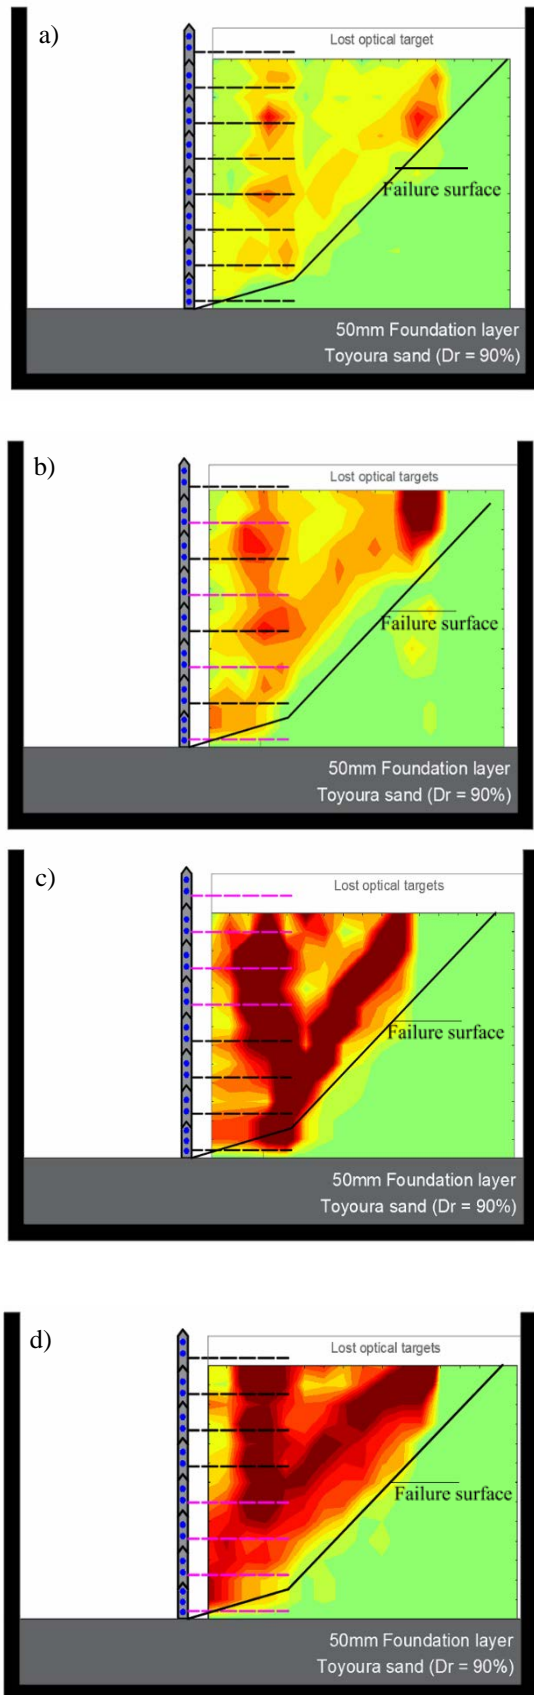 a)
Lost optical target
Failure surface
50mm Foundation layer
Toyoura sand (Dr = 90%)
b)
Lost optical targets
Failure surface
50mm Foundation layer
Toyoura sand (Dr = 90%)
c)
Lost optical targets
Failure surface
50mm Foundation layer
Toyoura sand (Dr = 90%)
d)
Lost optical targets
Failure surface
50mm Foundation layer
Toyoura sand (Dr = 90%)